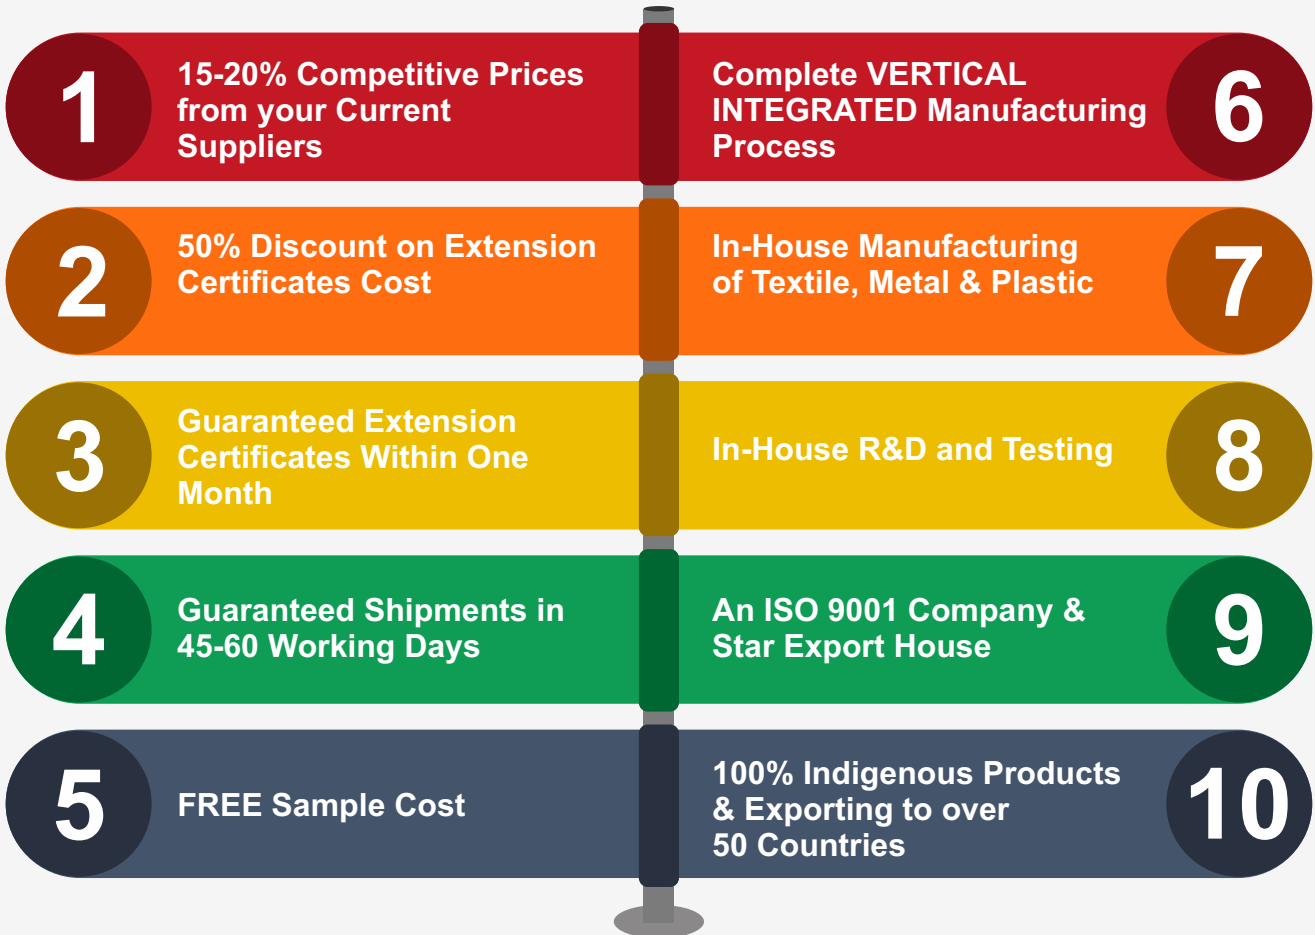 1
15-20% Competitive Prices
from your Current
Suppliers
2
50% Discount on Extension
Certificates Cost
3
Guaranteed Extension
Certificates Within One
Month
4
Guaranteed Shipments in
45-60 Working Days
5
FREE Sample Cost
Complete VERTICAL
INTEGRATED Manufacturing
Process
6
In-House Manufacturing
of Textile, Metal & Plastic
7
In-House R&D and Testing
8
An ISO 9001 Company &
Star Export House
9
100% Indigenous Products
& Exporting to over
50 Countries
10